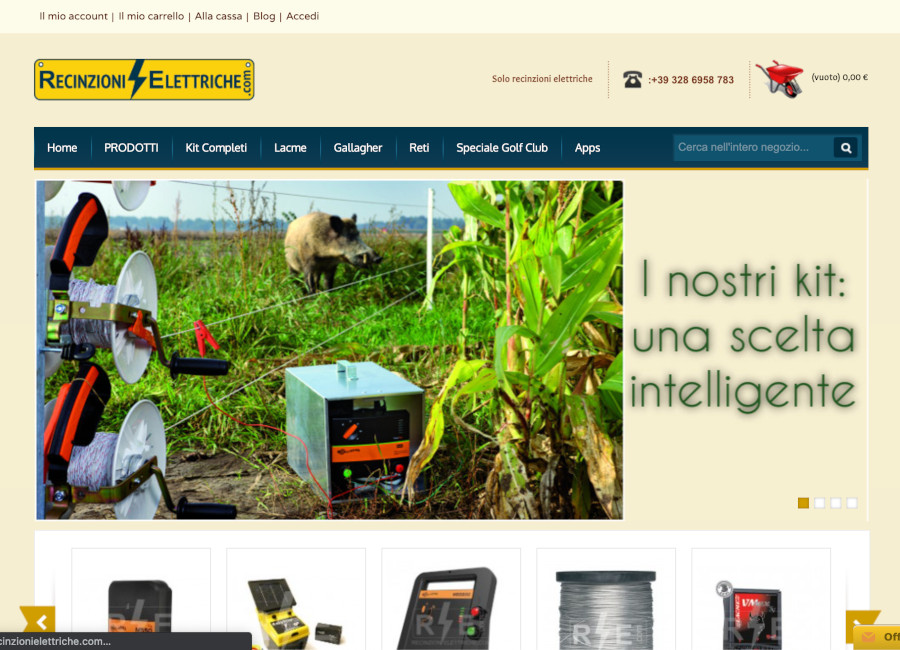 Il mio account | Il mio carrello | Alla cassa | Blog | Accedi
RECINZIONI ELETTRICHE .com
Solo recinzioni elettriche
:+39 328 6958 783
(vuoto) 0,00 €
Home PRODOTTI Kit Completi Lacme Gallagher Reti Speciale Golf Club Apps
Cerca nell'intero negozio...
I nostri kit:
una scelta
intelligente
R E
R E
R E .com
VM
R E
cinzionielettriche.com...
Off